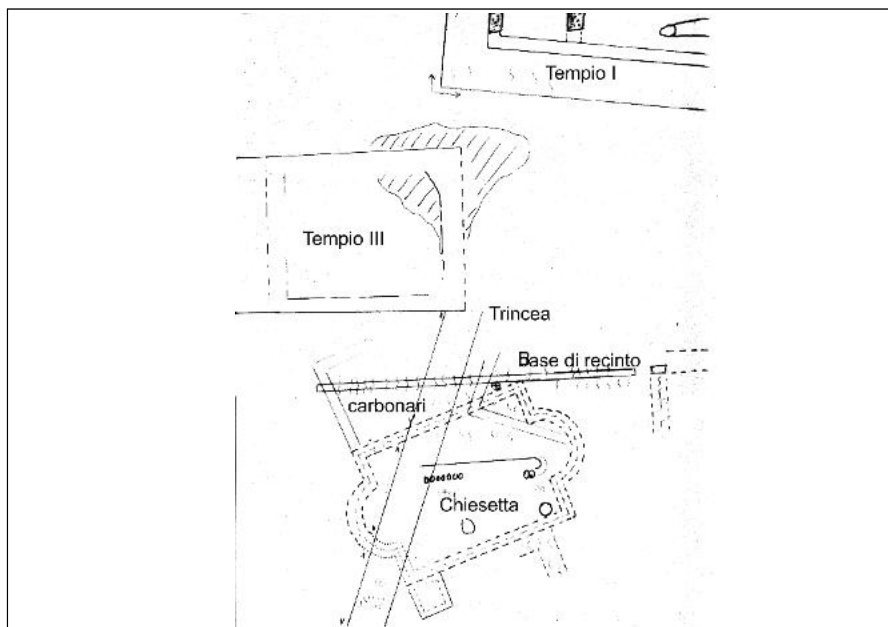 Tempio I
Tempio III
Trincea
Base di recinto
carbonari
Chiesetta